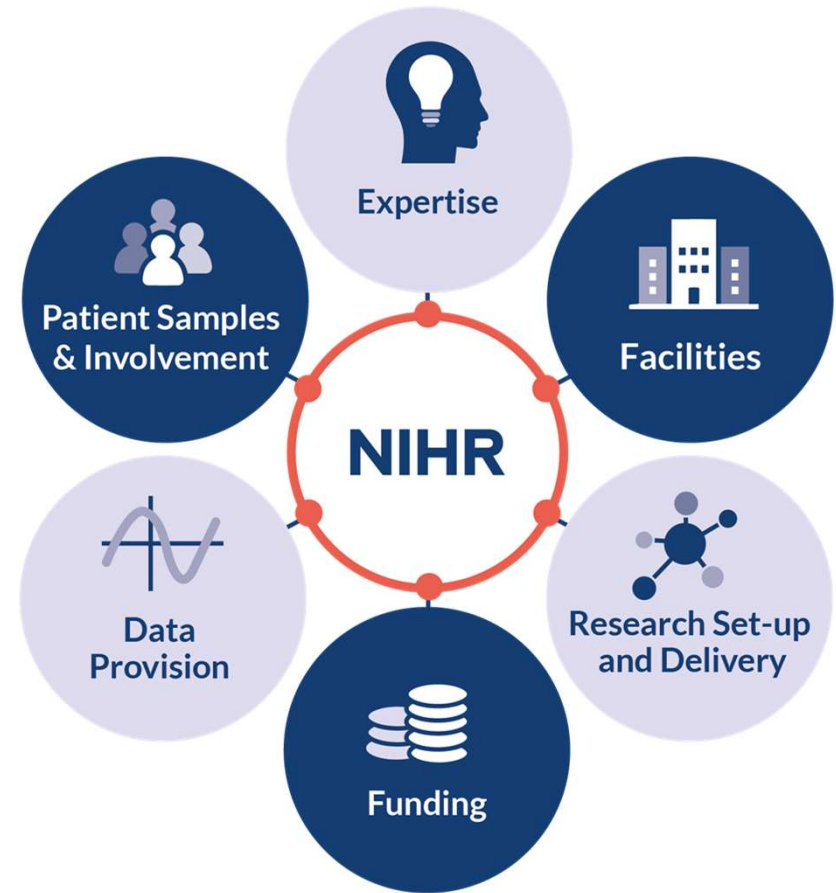 Expertise
Patient Samples
& Involvement
Facilities
NIHR
Data
Provision
Research Set-up
and Delivery
Funding